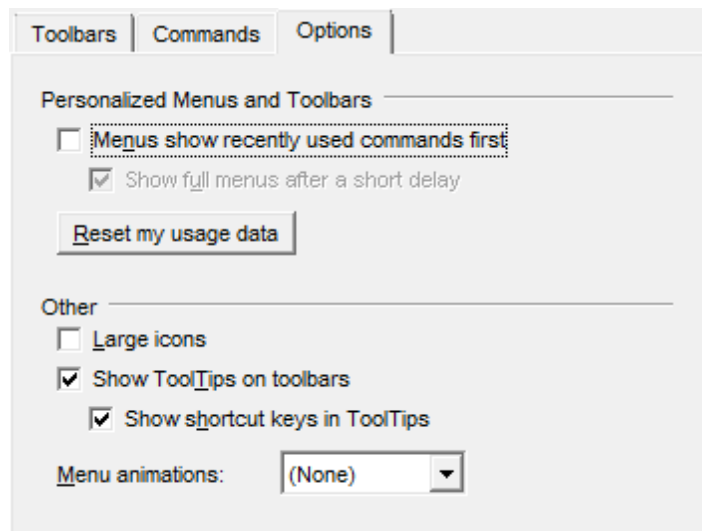 Toolbars Commands Options
Personalized Menus and Toolbars
Menus show recently used commands first
Show full menus after a short delay
Reset my usage data
Other
Large icons
Show ToolTips on toolbars
Show shortcut keys in ToolTips
Menu animations: (None)